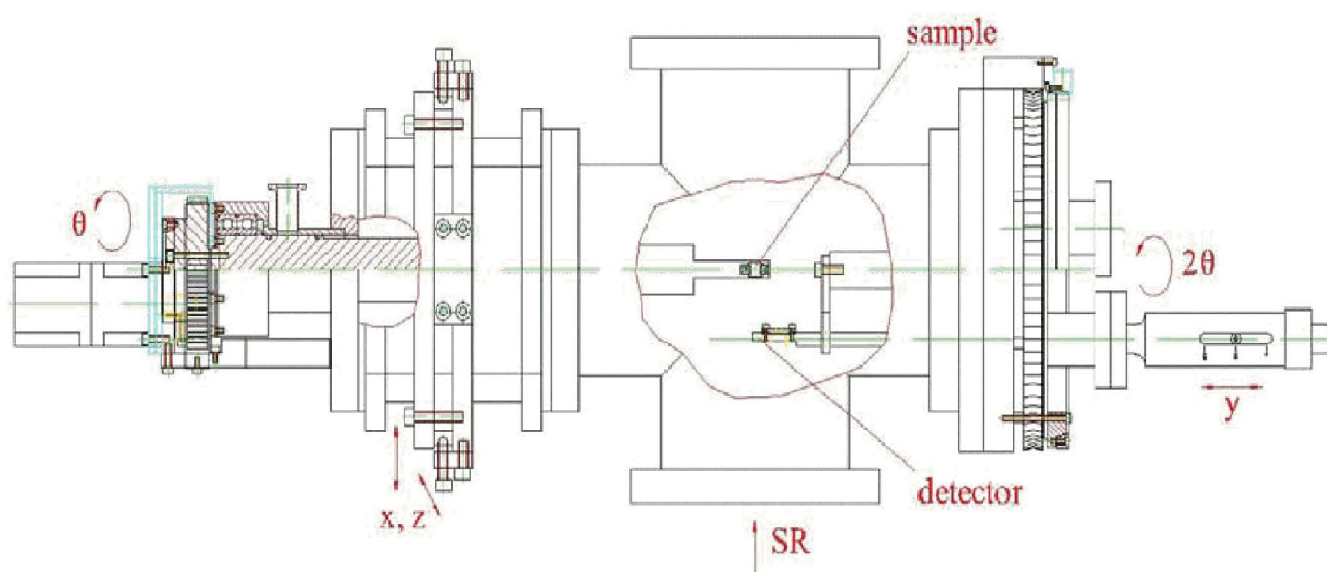 sample
θ
2θ
y
x, z
detector
SR